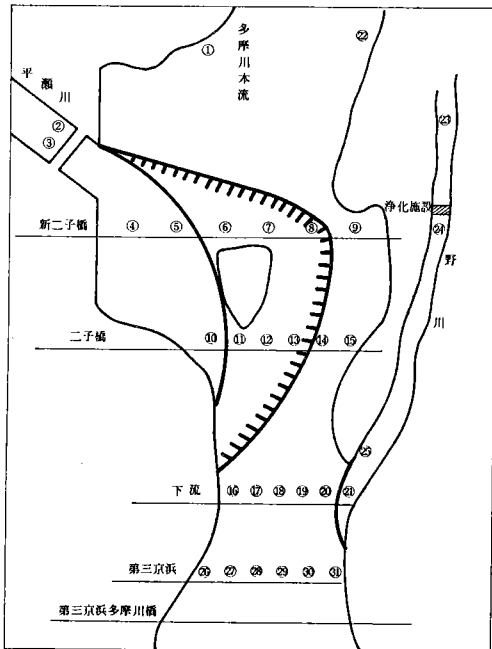 多摩川本流
①
㉒
平瀬川
②
③
㉓
浄化施設
㉔
野川
新二子橋 ④ ⑤ ⑥ ⑦ ⑧ ⑨
二子橋 ⑩ ⑪ ⑫ ⑬ ⑭ ⑮
㉕
下流 ⑯ ⑰ ⑱ ⑲ ⑳ ㉑
第三京浜 ㉖ ㉗ ㉘ ㉙ ㉚ ㉛
第三京浜多摩川橋